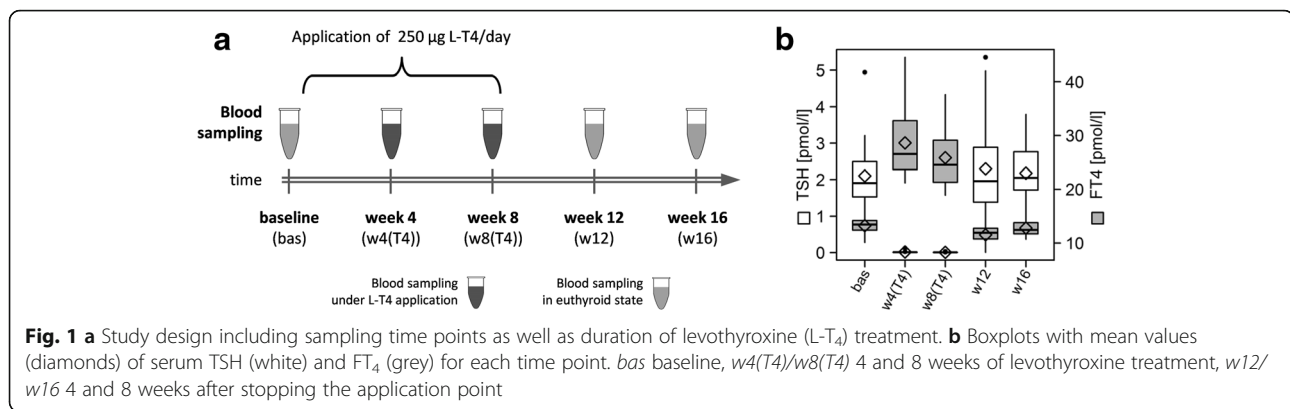 a
Application of 250 µg L-T4/day
Blood
sampling
time
baseline
(bas)
week 4
(w4(T4))
week 8
(w8(T4))
week 12
(w12)
week 16
(w16)
Blood sampling
under L-T4 application
Blood sampling
in euthyroid state
b
TSH [pmol/l]
5
4
3
2
1
0
40
30
20
10
FT4 [pmol/l]
bas
w4(T4)
w8(T4)
w12
w16
Fig. 1 a Study design including sampling time points as well as duration of levothyroxine (L-T₄) treatment. b Boxplots with mean values
(diamonds) of serum TSH (white) and FT₄ (grey) for each time point. bas baseline, w4(T4)/w8(T4) 4 and 8 weeks of levothyroxine treatment, w12/
w16 4 and 8 weeks after stopping the application point